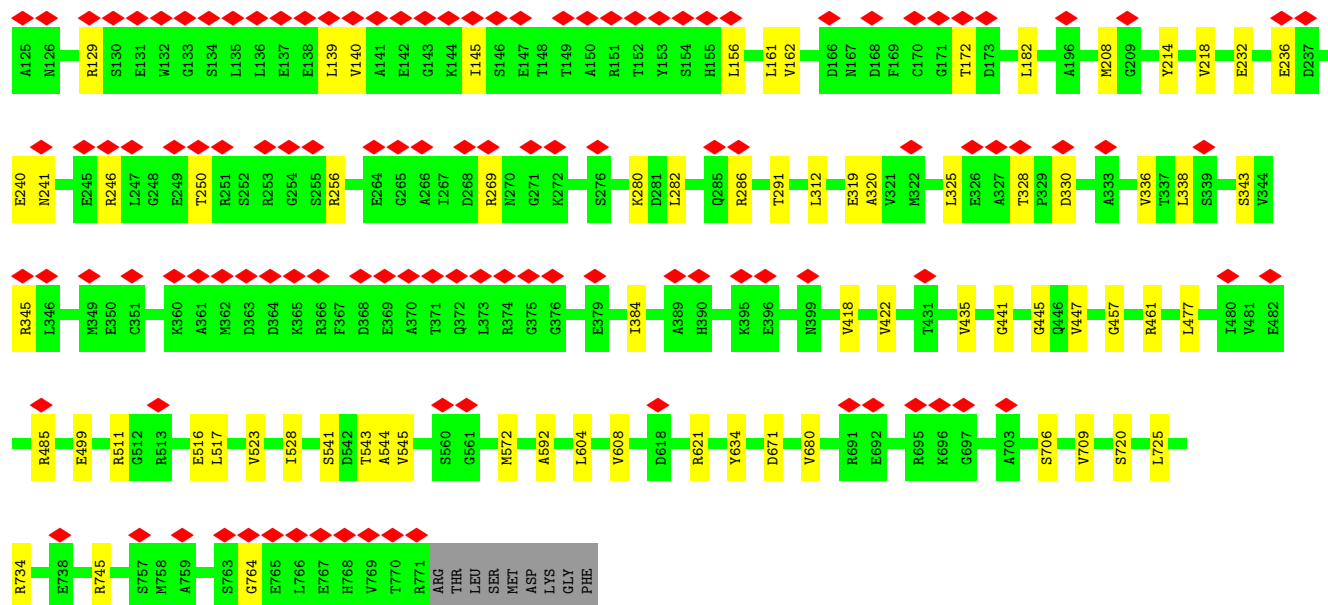 A125 N126 R129 S130 E131 W132 G133 S134 L135 L136 E137 E138 L139 V140 A141 E142 G143 K144 I145 S146 E147 T148 T149 A150 R151 T152 Y153 S154 H155 L156 L161 V162 D166 N167 D168 F169 C170 G171 T172 D173 L182 A196 M208 G209 Y214 V218 E232 E236 D237
E240 N241 E245 R246 L247 G248 E249 T250 R251 S252 R253 G254 S255 R256 E264 G265 A266 I267 D268 R269 N270 G271 K272 S276 K280 D281 L282 Q285 R286 T291 L312 E319 A320 V321 M322 L325 E326 A327 T328 P329 D330 A333 V336 T337 L338 S339 S343 V344
R345 L346 M349 E350 C351 K360 A361 M362 D363 D364 K365 R366 F367 D368 E369 A370 T371 Q372 L373 R374 G375 G376 E379 I384 A389 H390 K395 E396 N399 V418 V422 T431 V435 G441 G445 Q446 V447 G457 R461 L477 I480 V481 E482
R485 E499 R511 G512 R513 E516 L517 V523 I528 S541 D542 T543 A544 V545 S560 G561 M572 A592 L604 V608 D618 R621 Y634 D671 V680 R691 E692 R695 K696 G697 A703 S706 V709 S720 L725
R734 E738 R745 S757 M758 A759 S763 G764 E765 L766 E767 H768 V769 T770 R771 ARG THR LEU SER MET ASP LYS GLY PHE